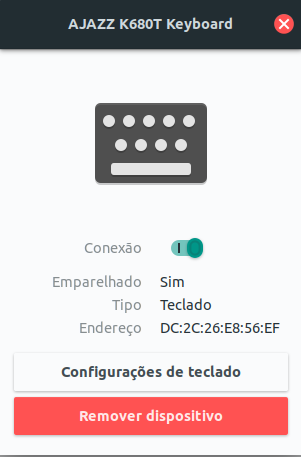 AJAZZ K680T Keyboard
Conexão
Emparelhado Sim
Tipo Teclado
Endereço DC:2C:26:E8:56:EF
Configurações de teclado
Remover dispositivo